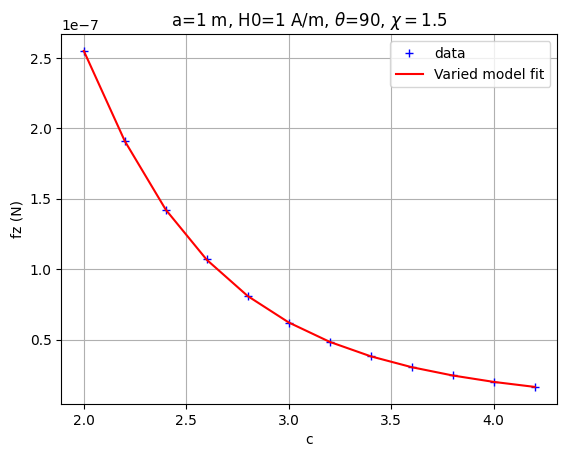 a=1 m, H0=1 A/m, θ=90, χ = 1.5
1e−7
data
Varied model fit
2.5
2.0
1.5
1.0
0.5
fz (N)
2.0 2.5 3.0 3.5 4.0
c